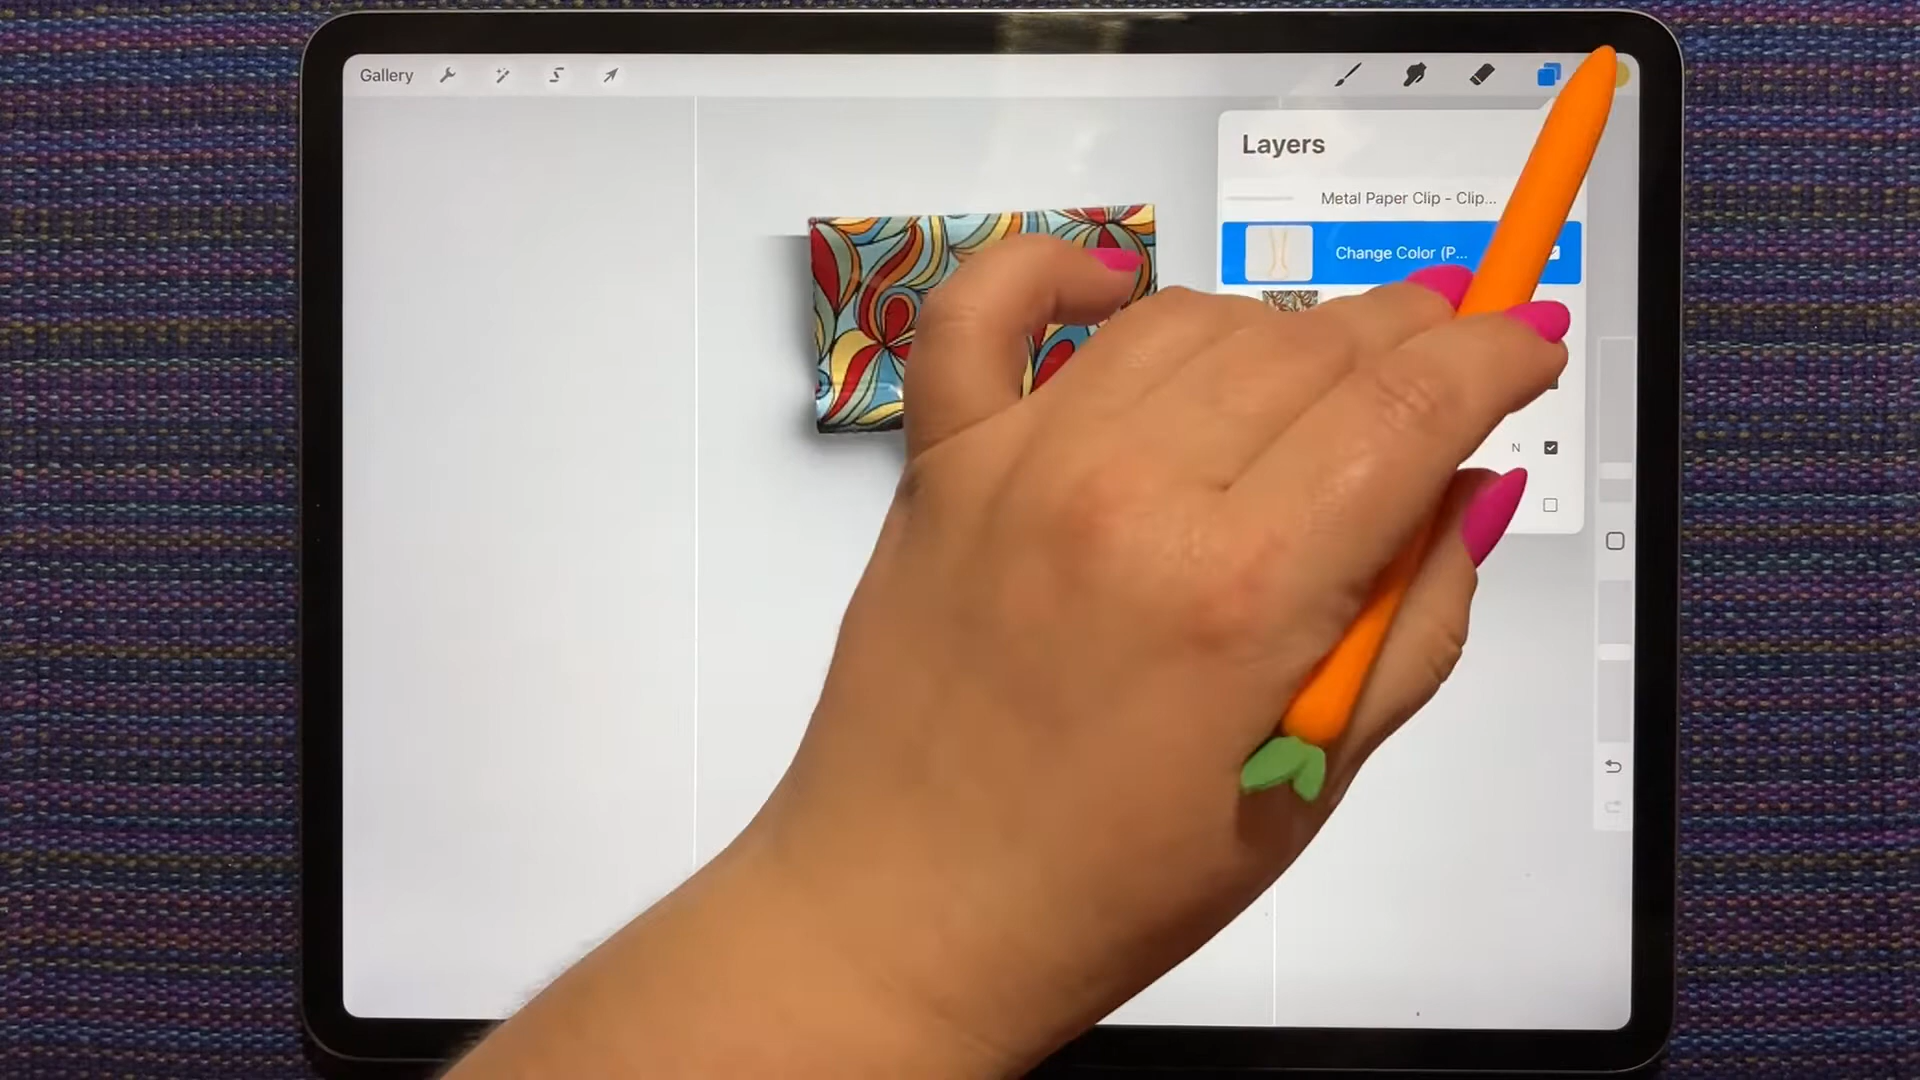 Gallery
Layers
Metal Paper Clip - Clip...
Change Color (P...
N